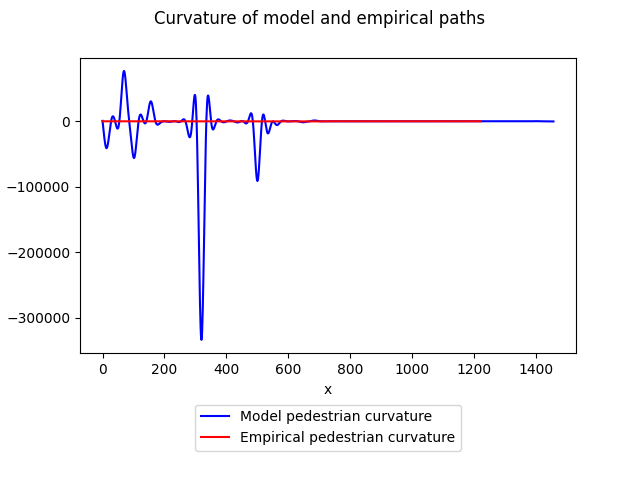 Curvature of model and empirical paths
0
−100000
−200000
−300000
0 200 400 600 800 1000 1200 1400
x
Model pedestrian curvature
Empirical pedestrian curvature